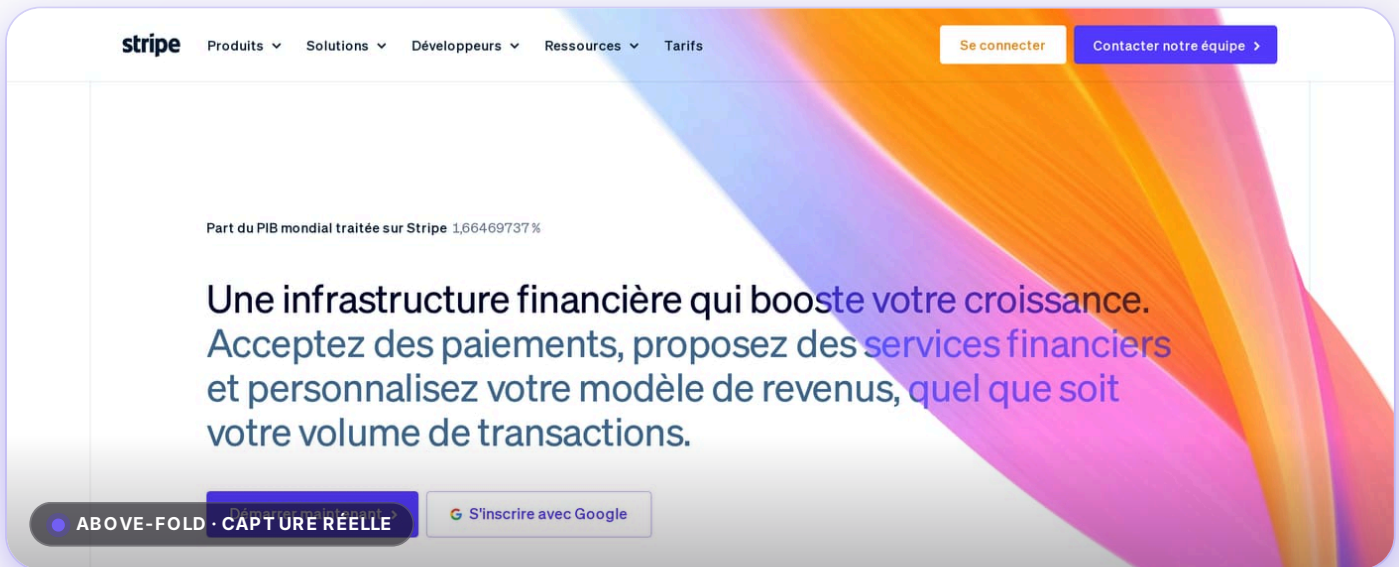 stripe
Produits
Solutions
Développeurs
Ressources
Tarifs
Se connecter
Contacter notre équipe
Part du PIB mondial traitée sur Stripe 1,66469737 %
Une infrastructure financière qui booste votre croissance.
Acceptez des paiements, proposez des services financiers
et personnalisez votre modèle de revenus, quel que soit
votre volume de transactions.
Démarrer maintenant
S'inscrire avec Google
ABOVE-FOLD · CAPTURE RÉELLE